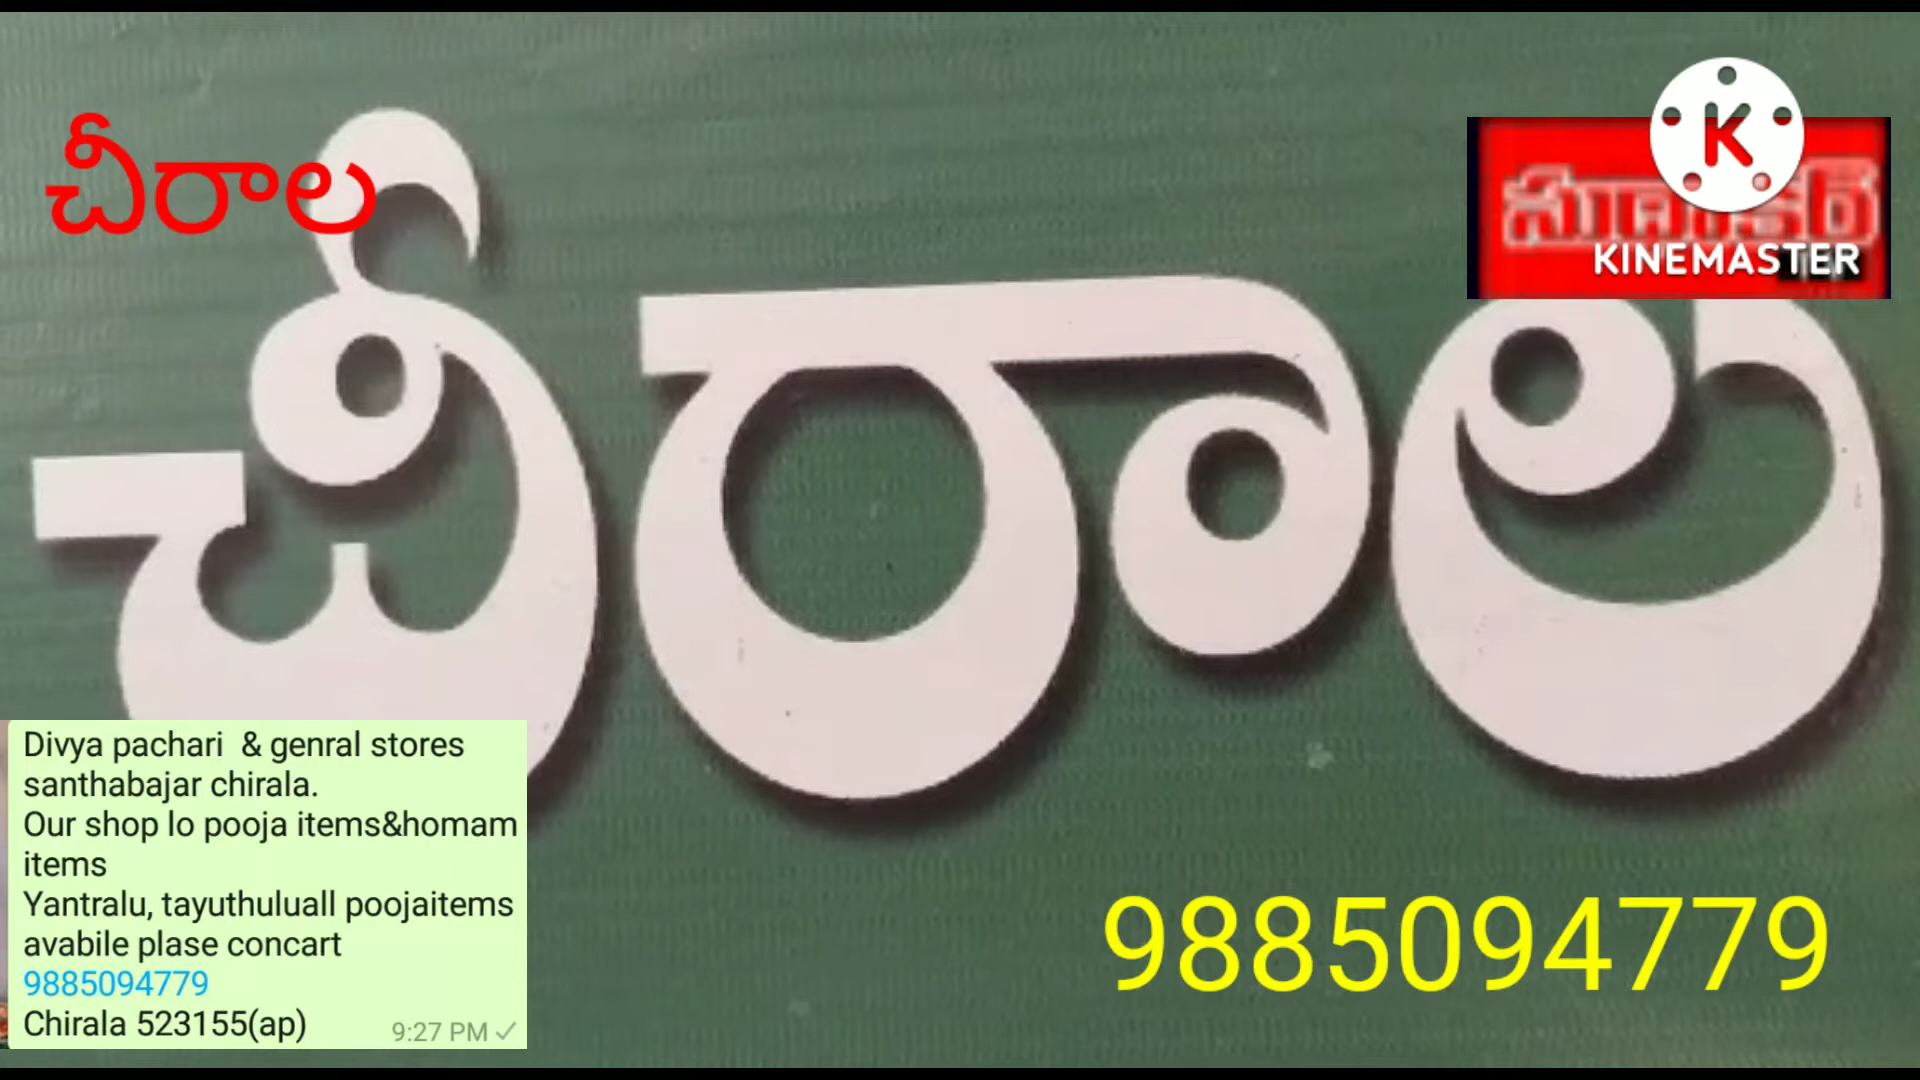 చీరాల
చీరాల
KINEMASTER
Divya pachari & genral stores
santhabajar chirala.
Our shop lo pooja items&homam
items
Yantralu, tayuthuluall poojaitems
avabile plase concart
9885094779
Chirala 523155(ap)
9:27 PM
9885094779